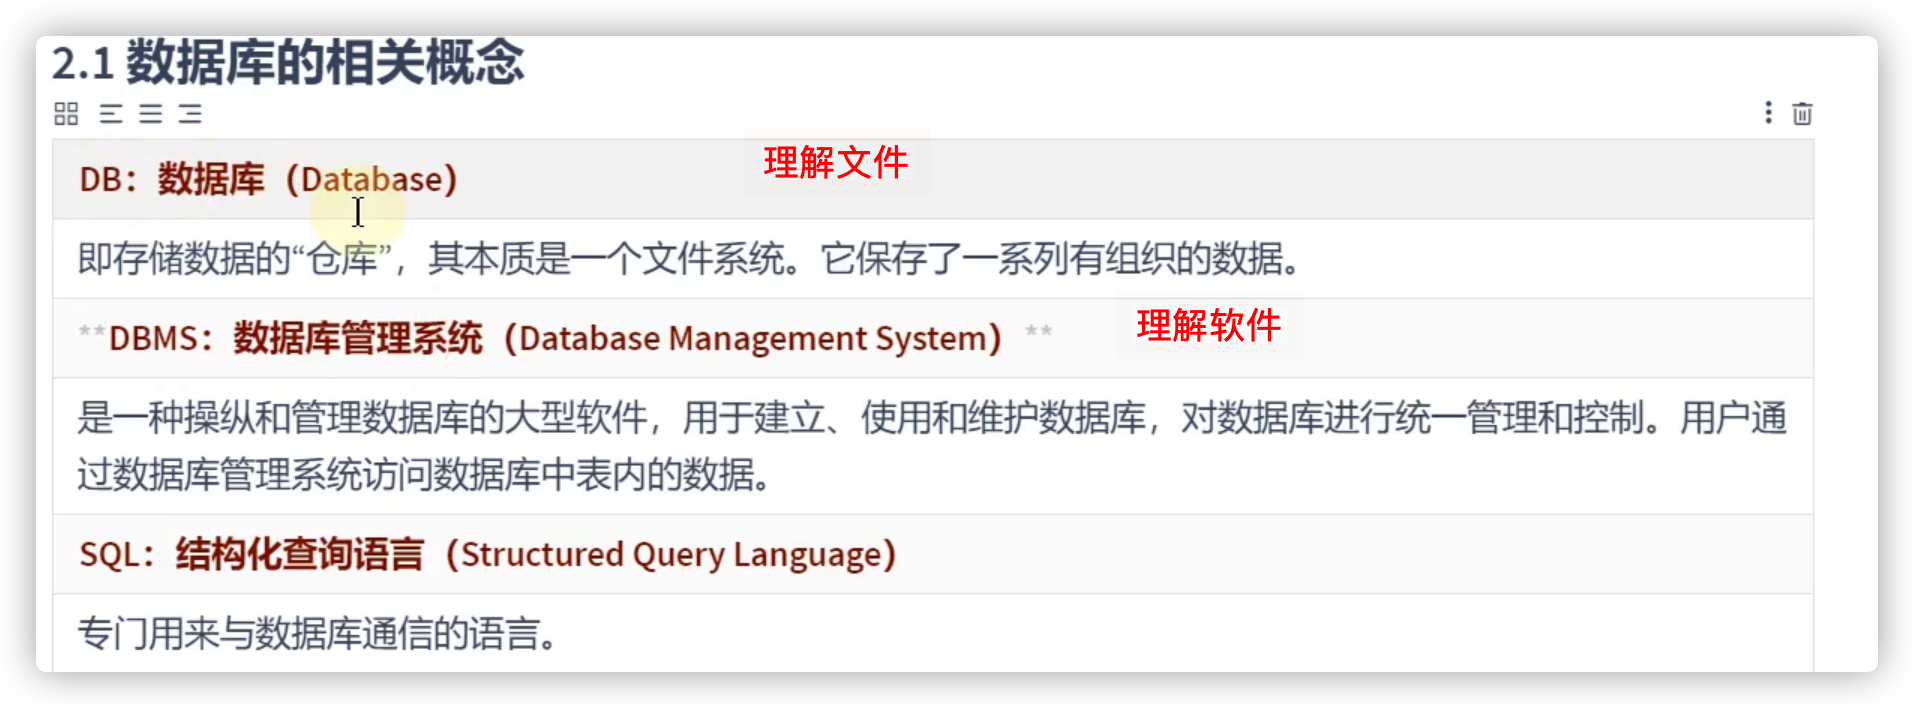 2.1 数据库的相关概念
DB：数据库（Database） 理解文件
即存储数据的“仓库”，其本质是一个文件系统。它保存了一系列有组织的数据。
**DBMS：数据库管理系统（Database Management System） ** 理解软件
是一种操纵和管理数据库的大型软件，用于建立、使用和维护数据库，对数据库进行统一管理和控制。用户通
过数据库管理系统访问数据库中表内的数据。
SQL：结构化查询语言（Structured Query Language）
专门用来与数据库通信的语言。